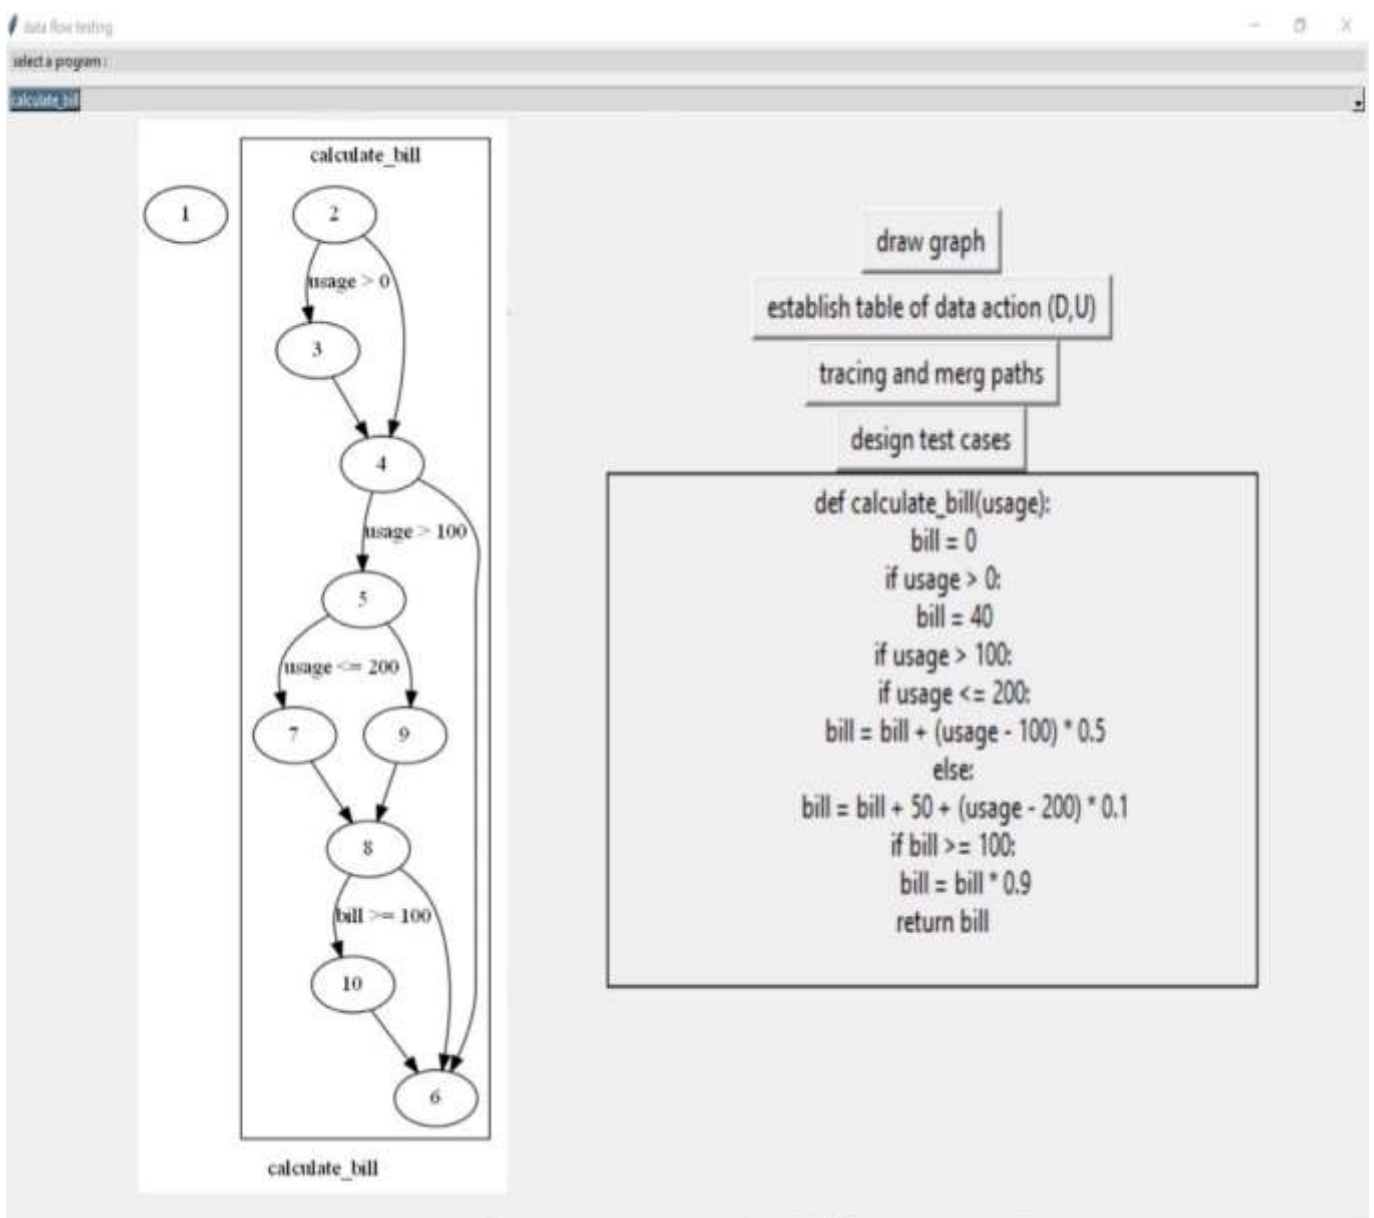 data flow testing
select a program :
calculate_bill
calculate_bill
1
2
usage > 0
3
4
usage > 100
5
usage <= 200
7
9
8
bill >= 100
10
6
calculate_bill
draw graph
establish table of data action (D,U)
tracing and merg paths
design test cases
def calculate_bill(usage):
bill = 0
if usage > 0:
bill = 40
if usage > 100:
if usage <= 200:
bill = bill + (usage - 100) * 0.5
else:
bill = bill + 50 + (usage - 200) * 0.1
if bill >= 100:
bill = bill * 0.9
return bill